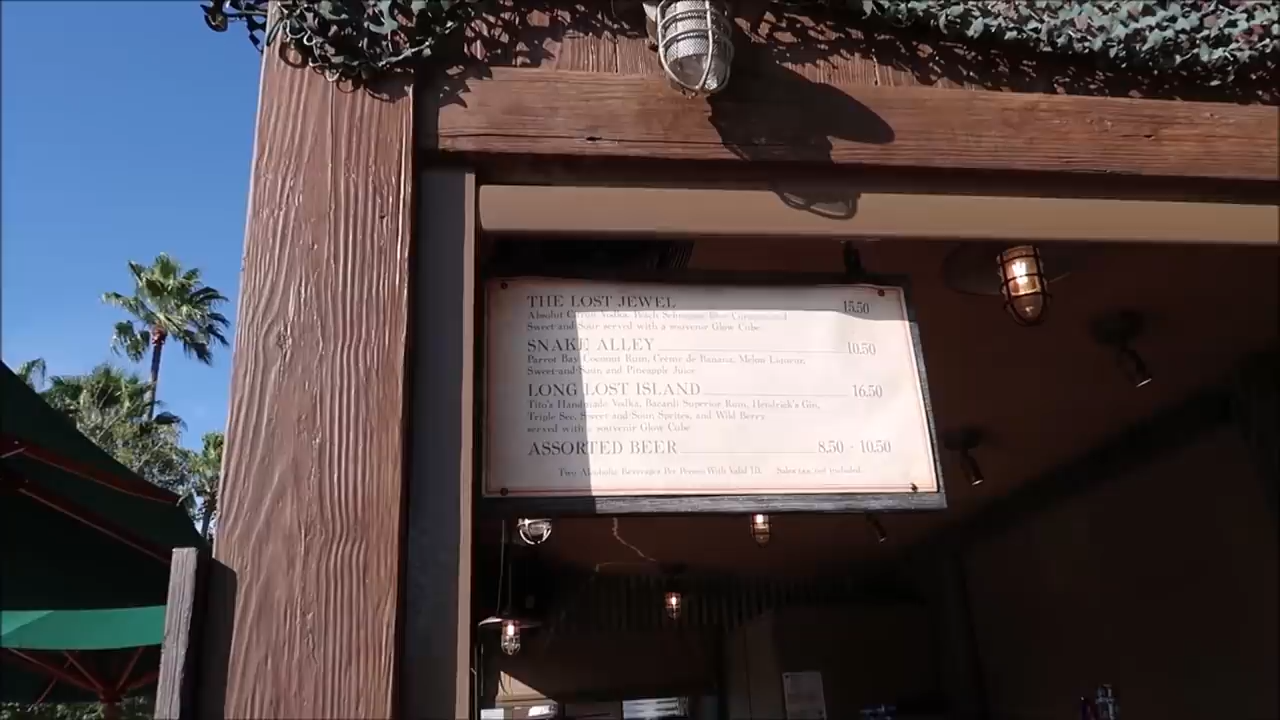 THE LOST JEWEL 15.50
Absolut Citron Vodka, Peach Schnapps, Blue Curacao and
Sweet and Sour served with a souvenir Glow Cube
SNAKE ALLEY 10.50
Parrot Bay Coconut Rum, Creme de Banana, Melon Liqueur,
Sweet and Sour, and Pineapple Juice
LONG LOST ISLAND 16.50
Tito's Handmade Vodka, Bacardi Superior Rum, Hendrick's Gin,
Triple Sec, Sweet and Sour, Sprite, and Wild Berry
served with a souvenir Glow Cube
ASSORTED BEER 8.50 - 10.50
Two Alcoholic Beverages Per Person With Valid ID. Sales tax not included.